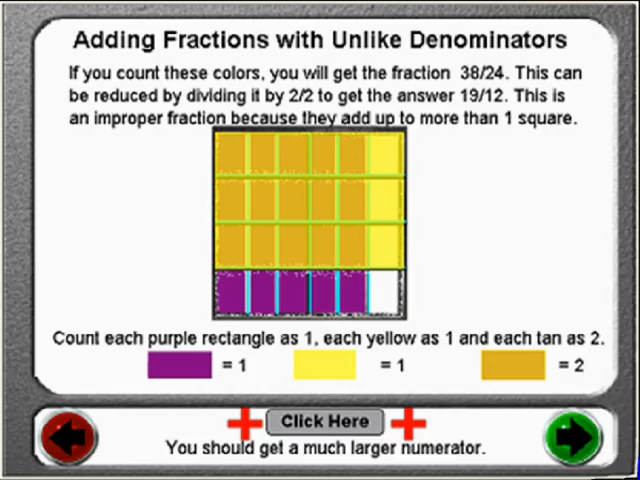 Adding Fractions with Unlike Denominators
If you count these colors, you will get the fraction 38/24. This can
be reduced by dividing it by 2/2 to get the answer 19/12. This is
an improper fraction because they add up to more than 1 square.
Count each purple rectangle as 1, each yellow as 1 and each tan as 2.
= 1 = 1 = 2
Click Here
You should get a much larger numerator.